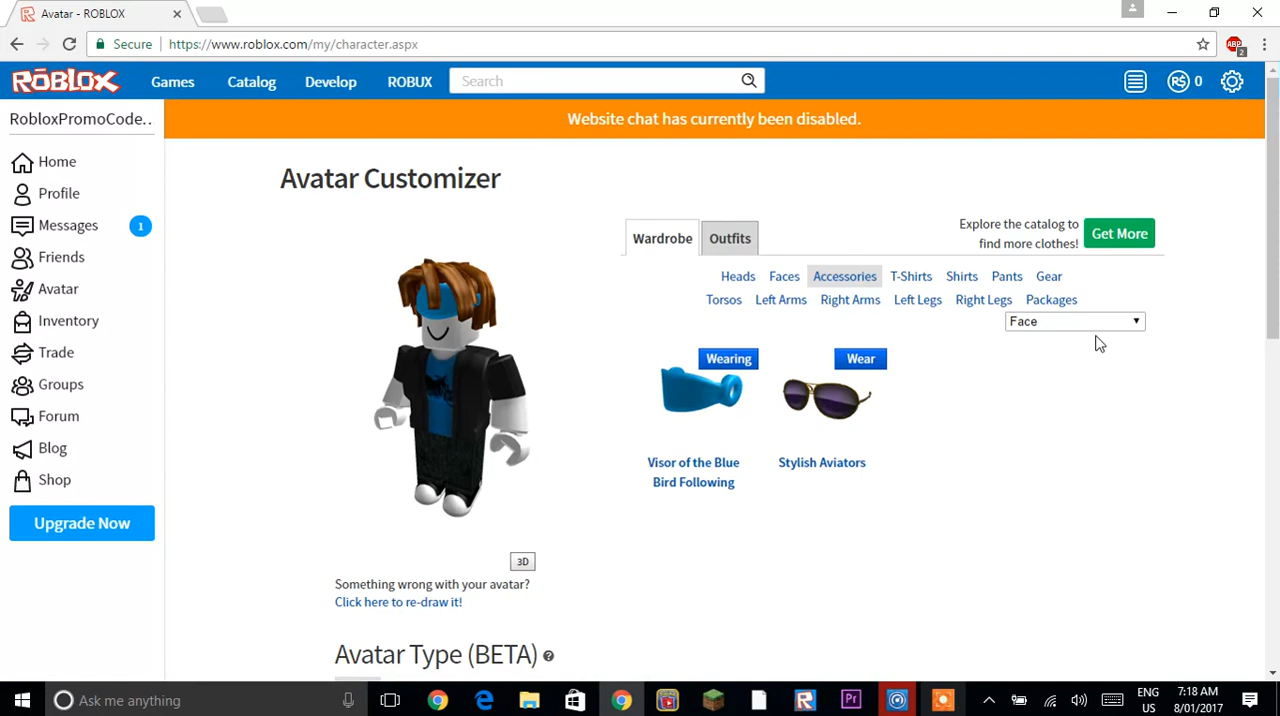 Avatar - ROBLOX
Secure https://www.roblox.com/my/character.aspx
ABP 2
ROBLOX Games Catalog Develop ROBUX Search R$ 0
RobloxPromoCode..
Website chat has currently been disabled.
Home
Profile
Messages 1
Friends
Avatar
Inventory
Trade
Groups
Forum
Blog
Shop
Upgrade Now
Avatar Customizer
Wardrobe Outfits
Explore the catalog to
find more clothes!
Get More
Heads Faces Accessories T-Shirts Shirts Pants Gear
Torsos Left Arms Right Arms Left Legs Right Legs Packages
Face
Wearing
Wear
Visor of the Blue
Bird Following
Stylish Aviators
3D
Something wrong with your avatar?
Click here to re-draw it!
Avatar Type (BETA) ?
Ask me anything
Pr
ENG
US
7:18 AM
8/01/2017